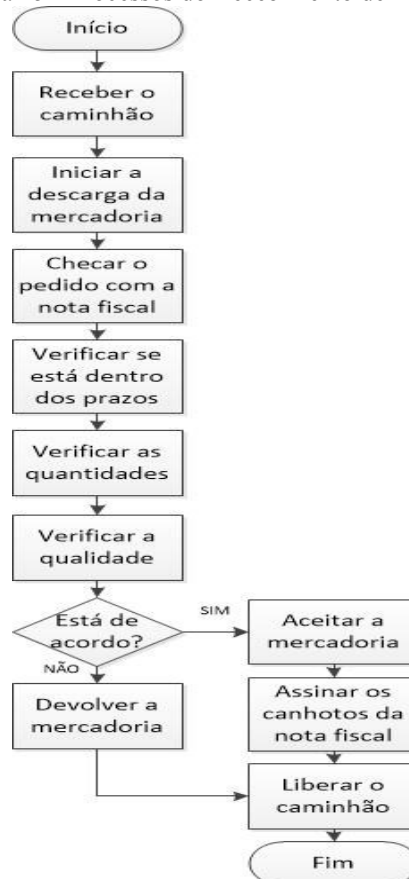 Início
Receber o
caminhão
Iniciar a
descarga da
mercadoria
Checar o
pedido com a
nota fiscal
Verificar se
está dentro
dos prazos
Verificar as
quantidades
Verificar a
qualidade
Está de
acordo?
SIM
NÃO
Aceitar a
mercadoria
Devolver a
mercadoria
Assinar os
canhotos da
nota fiscal
Liberar o
caminhão
Fim